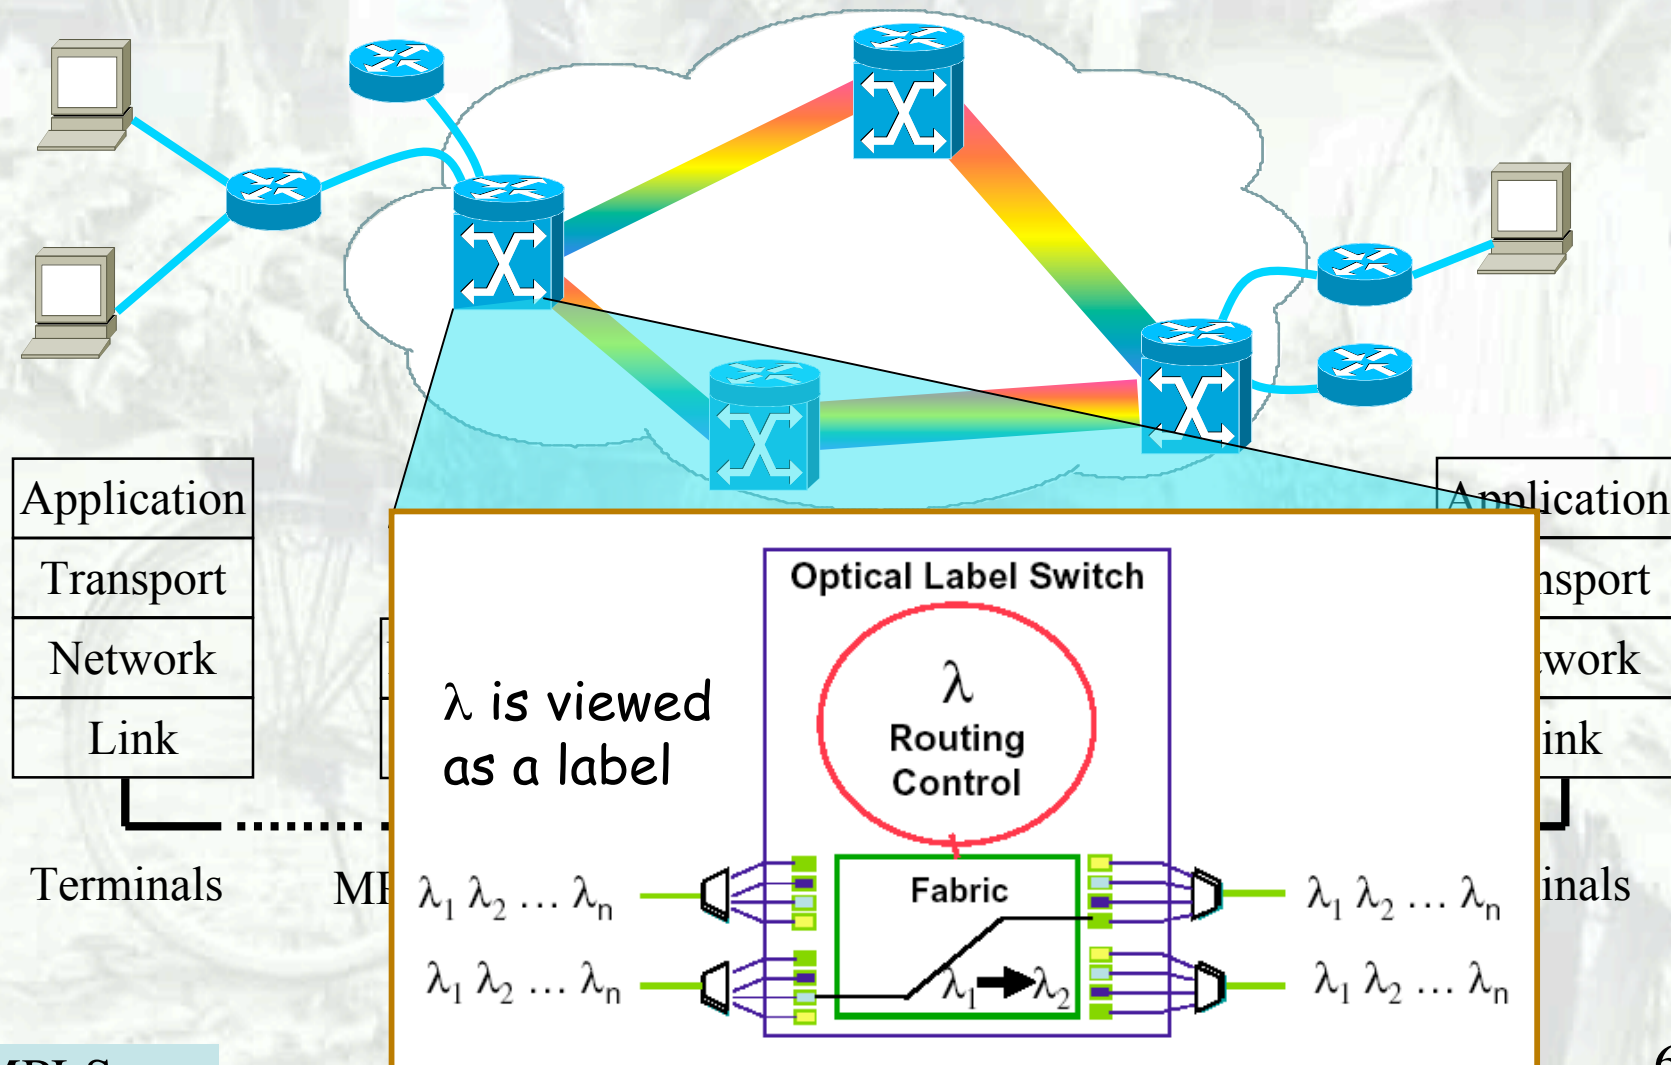 Application
Transport
Network
Link
Terminals
Application
Optical Label Switch
λ
Routing
Control
λ is viewed
as a label
Fabric
λ1 λ2 … λn
λ1 λ2 … λn
λ1 → λ2
λ1 λ2 … λn
λ1 λ2 … λn